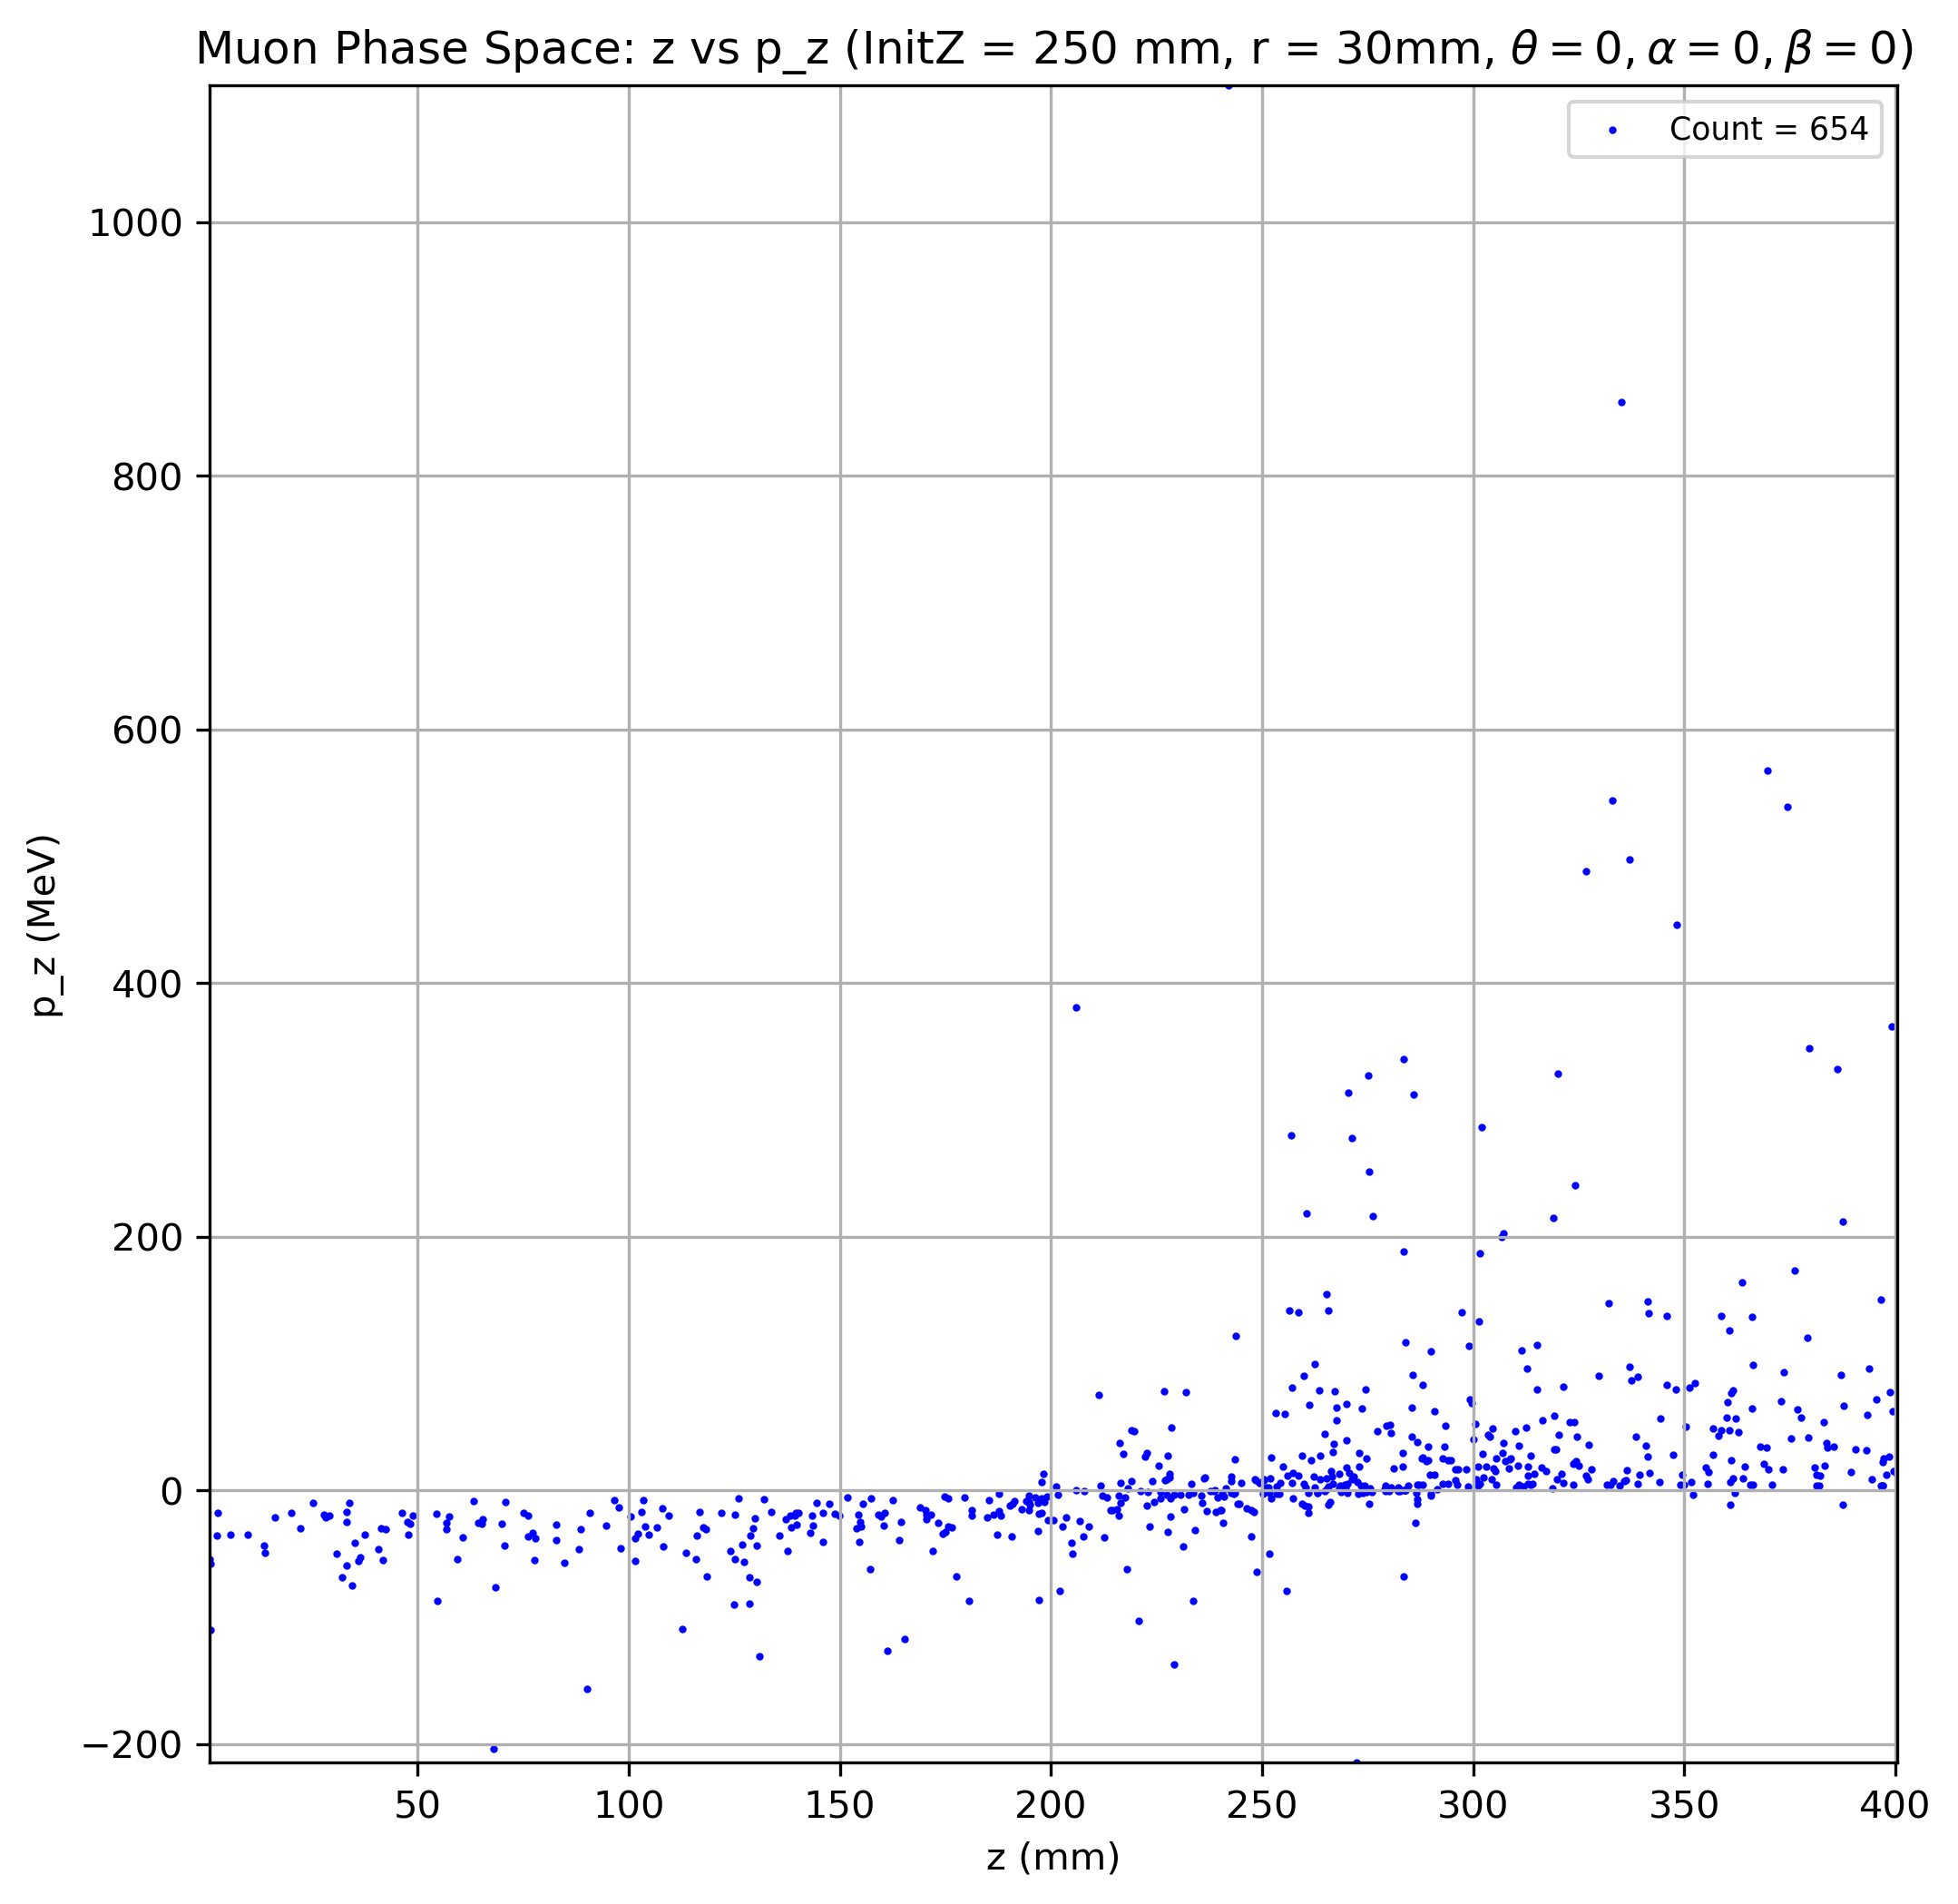 Muon Phase Space: z vs p_z (InitZ = 250 mm, r = 30mm, θ = 0, α = 0, β = 0)
Count = 654
1000
800
600
400
200
0
−200
p_z (MeV)
50 100 150 200 250 300 350 400
z (mm)